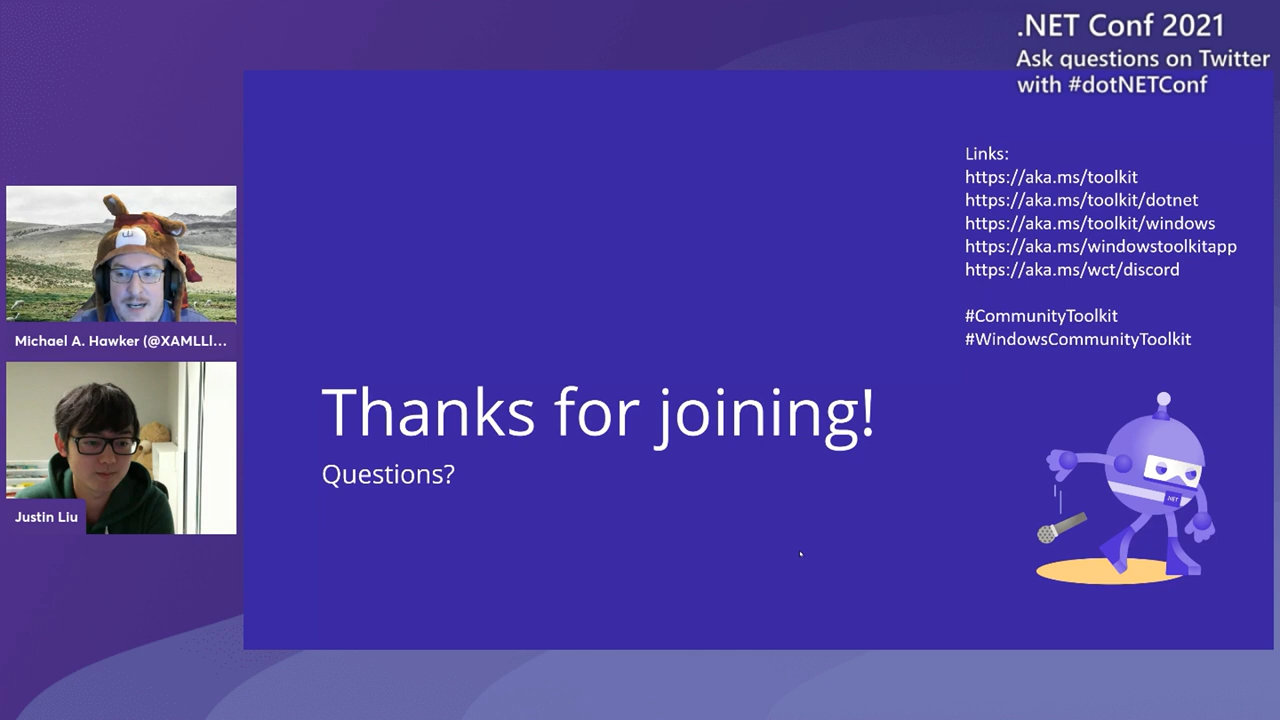 .NET Conf 2021
Ask questions on Twitter
with #dotNETConf
Links:
https://aka.ms/toolkit
https://aka.ms/toolkit/dotnet
https://aka.ms/toolkit/windows
https://aka.ms/windowstoolkitapp
https://aka.ms/wct/discord
#CommunityToolkit
#WindowsCommunityToolkit
Michael A. Hawker (@XAMLLl...
Justin Liu
Thanks for joining!
Questions?
.NET